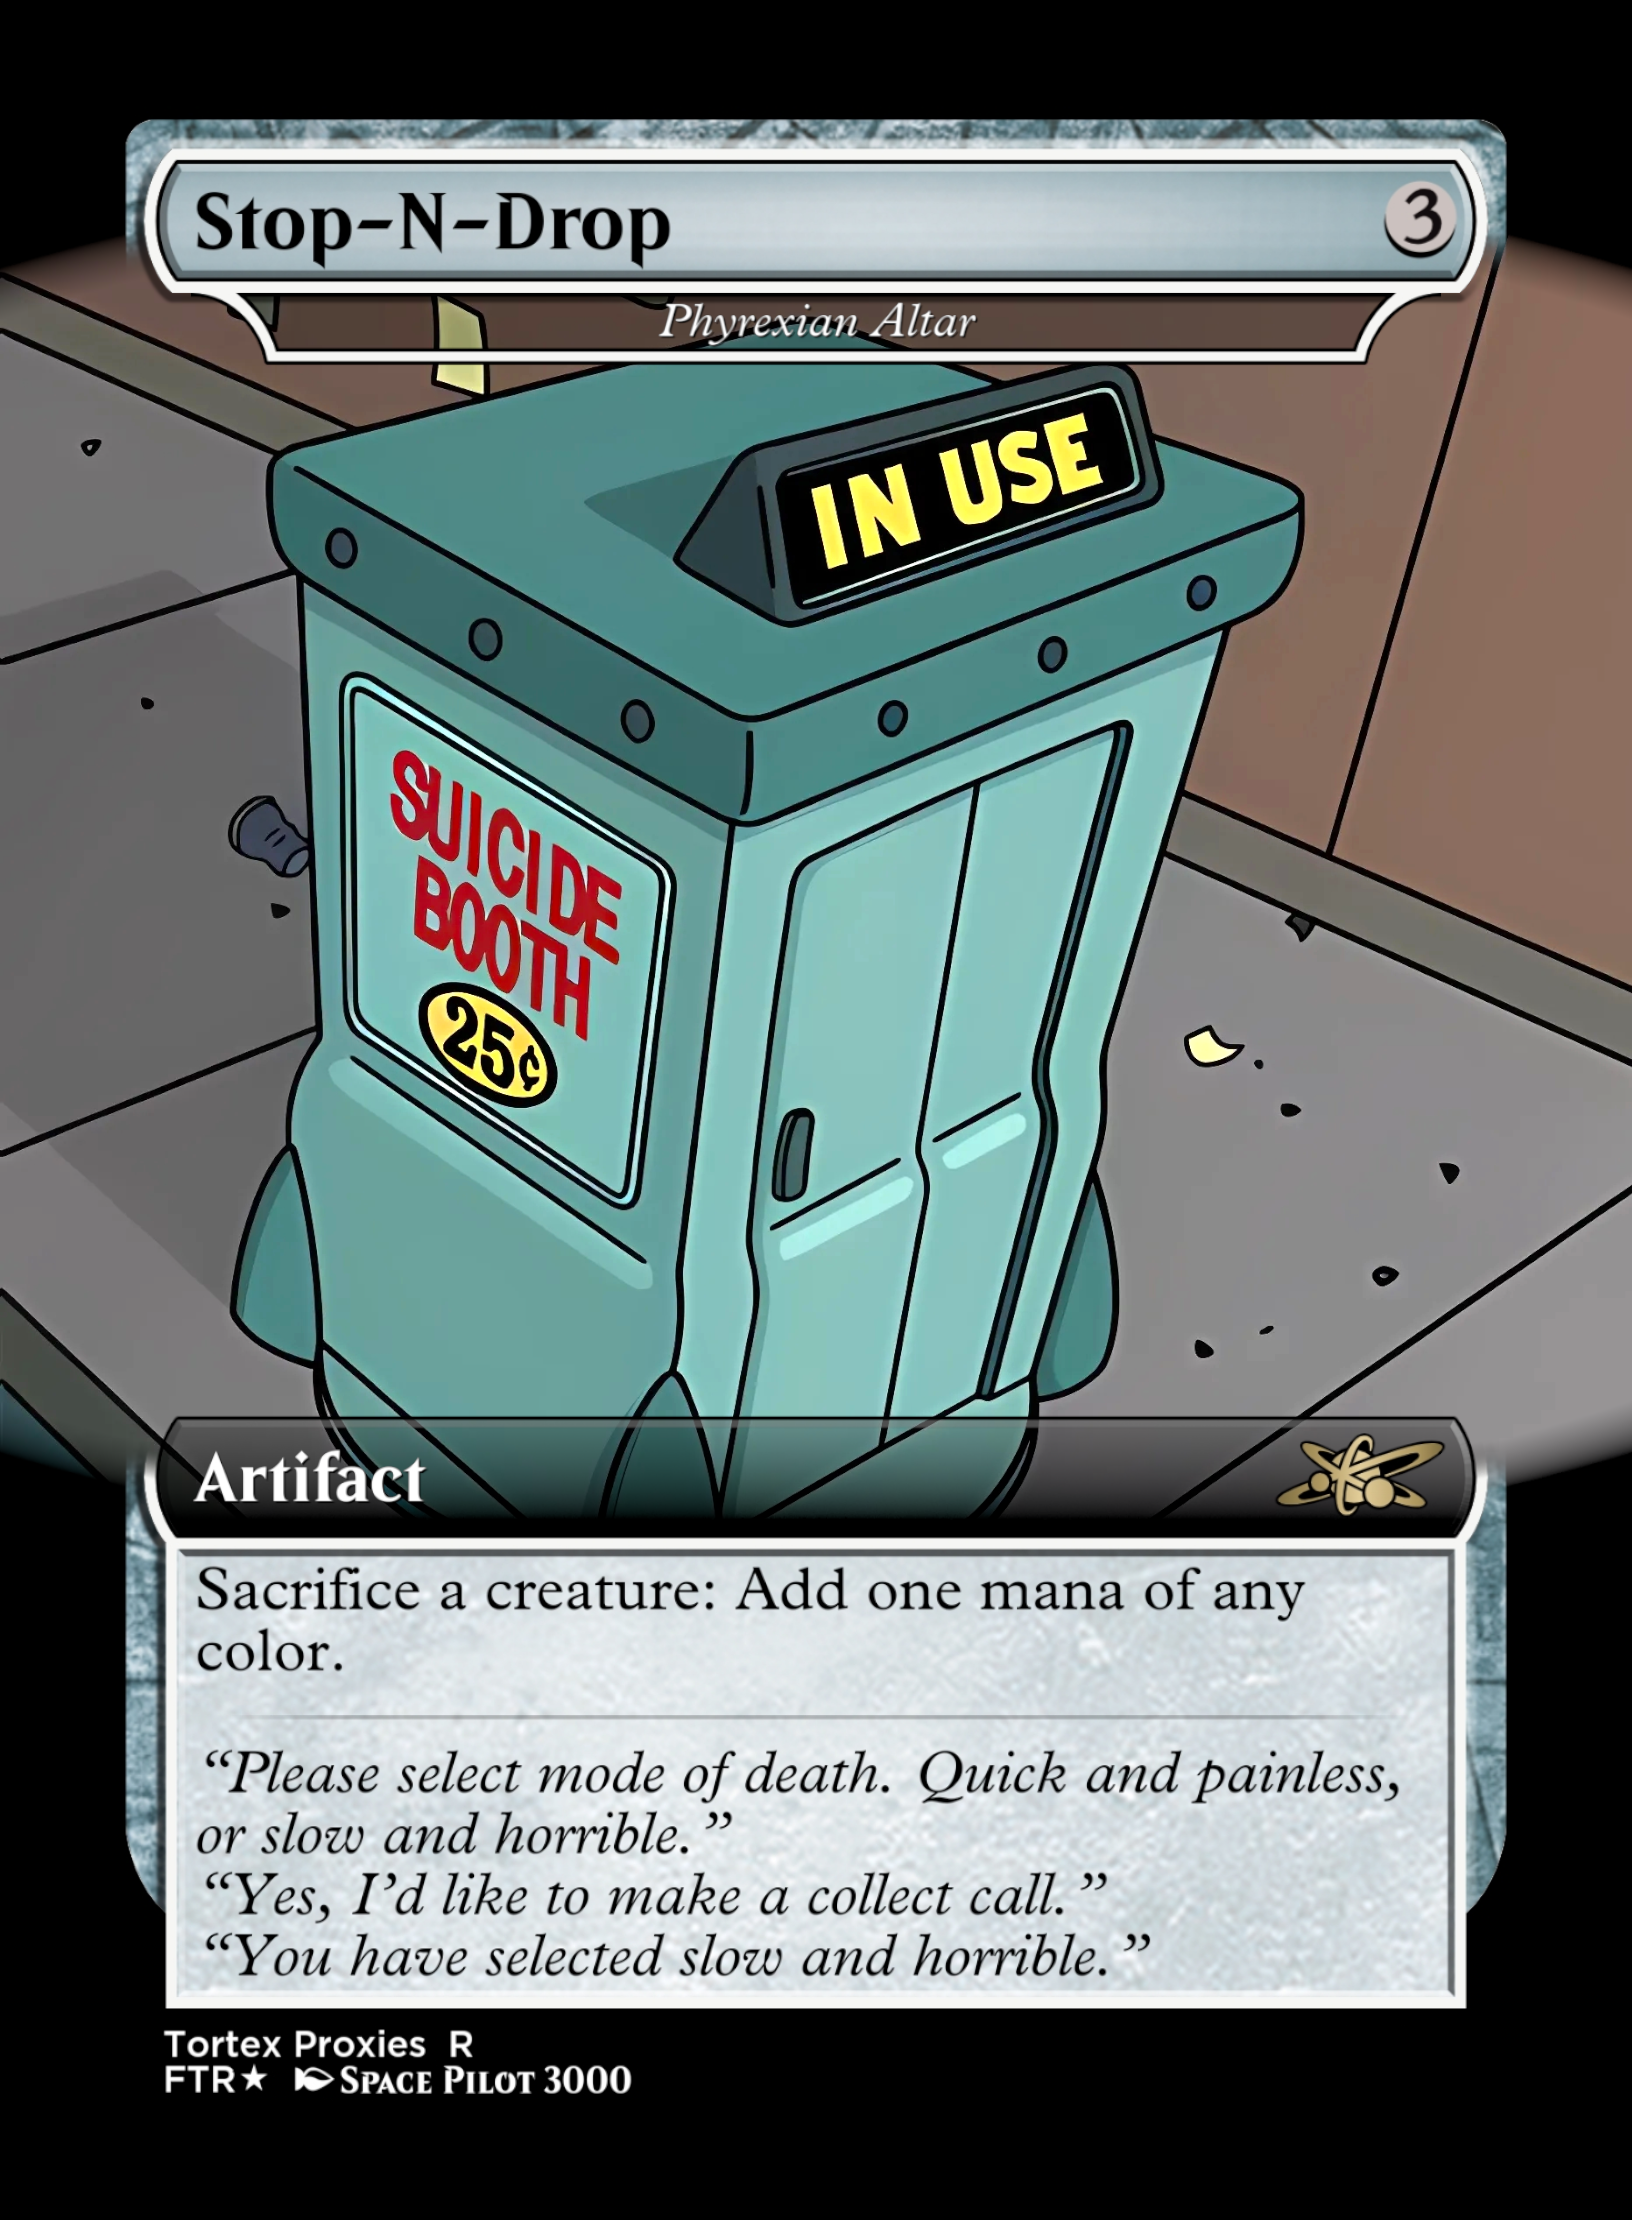 Stop-N-Drop 3
Phyrexian Altar
IN USE
SUICIDE
BOOTH
25¢
Artifact
Sacrifice a creature: Add one mana of any
color.
“Please select mode of death. Quick and painless,
or slow and horrible.”
“Yes, I’d like to make a collect call.”
“You have selected slow and horrible.”
Tortex Proxies R
FTR★ SPACE PILOT 3000